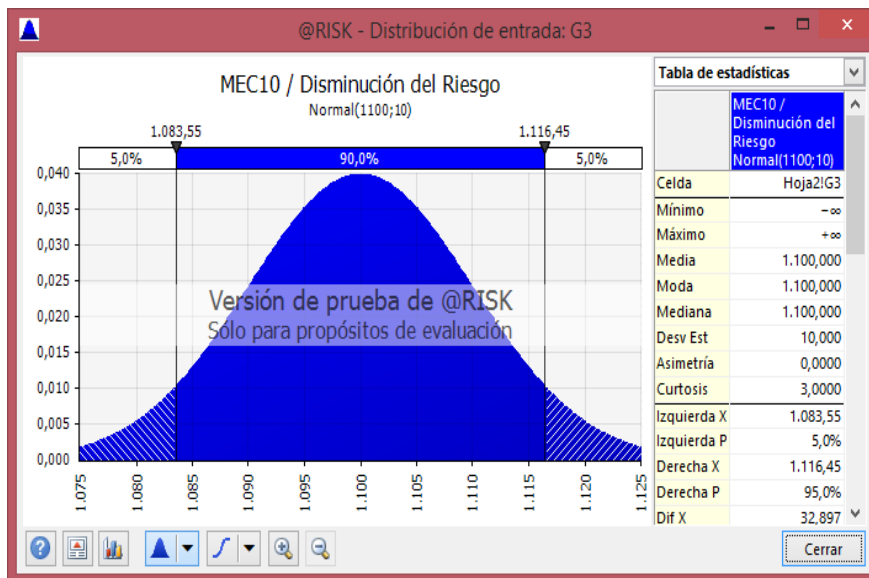 @RISK - Distribución de entrada: G3
MEC10 / Disminución del Riesgo
Normal(1100;10)
1.083,55 1.116,45
5,0% 90,0% 5,0%
0,040
0,035
0,030
0,025
0,020
0,015
0,010
0,005
0,000
Versión de prueba de @RISK
Sólo para propósitos de evaluación
1.075 1.080 1.085 1.090 1.095 1.100 1.105 1.110 1.115 1.120 1.125
Tabla de estadísticas
MEC10 /
Disminución del
Riesgo
Normal(1100;10)
Celda Hoja2!G3
Mínimo -∞
Máximo +∞
Media 1.100,000
Moda 1.100,000
Mediana 1.100,000
Desv Est 10,000
Asimetría 0,0000
Curtosis 3,0000
Izquierda X 1.083,55
Izquierda P 5,0%
Derecha X 1.116,45
Derecha P 95,0%
Dif X 32,897
Cerrar